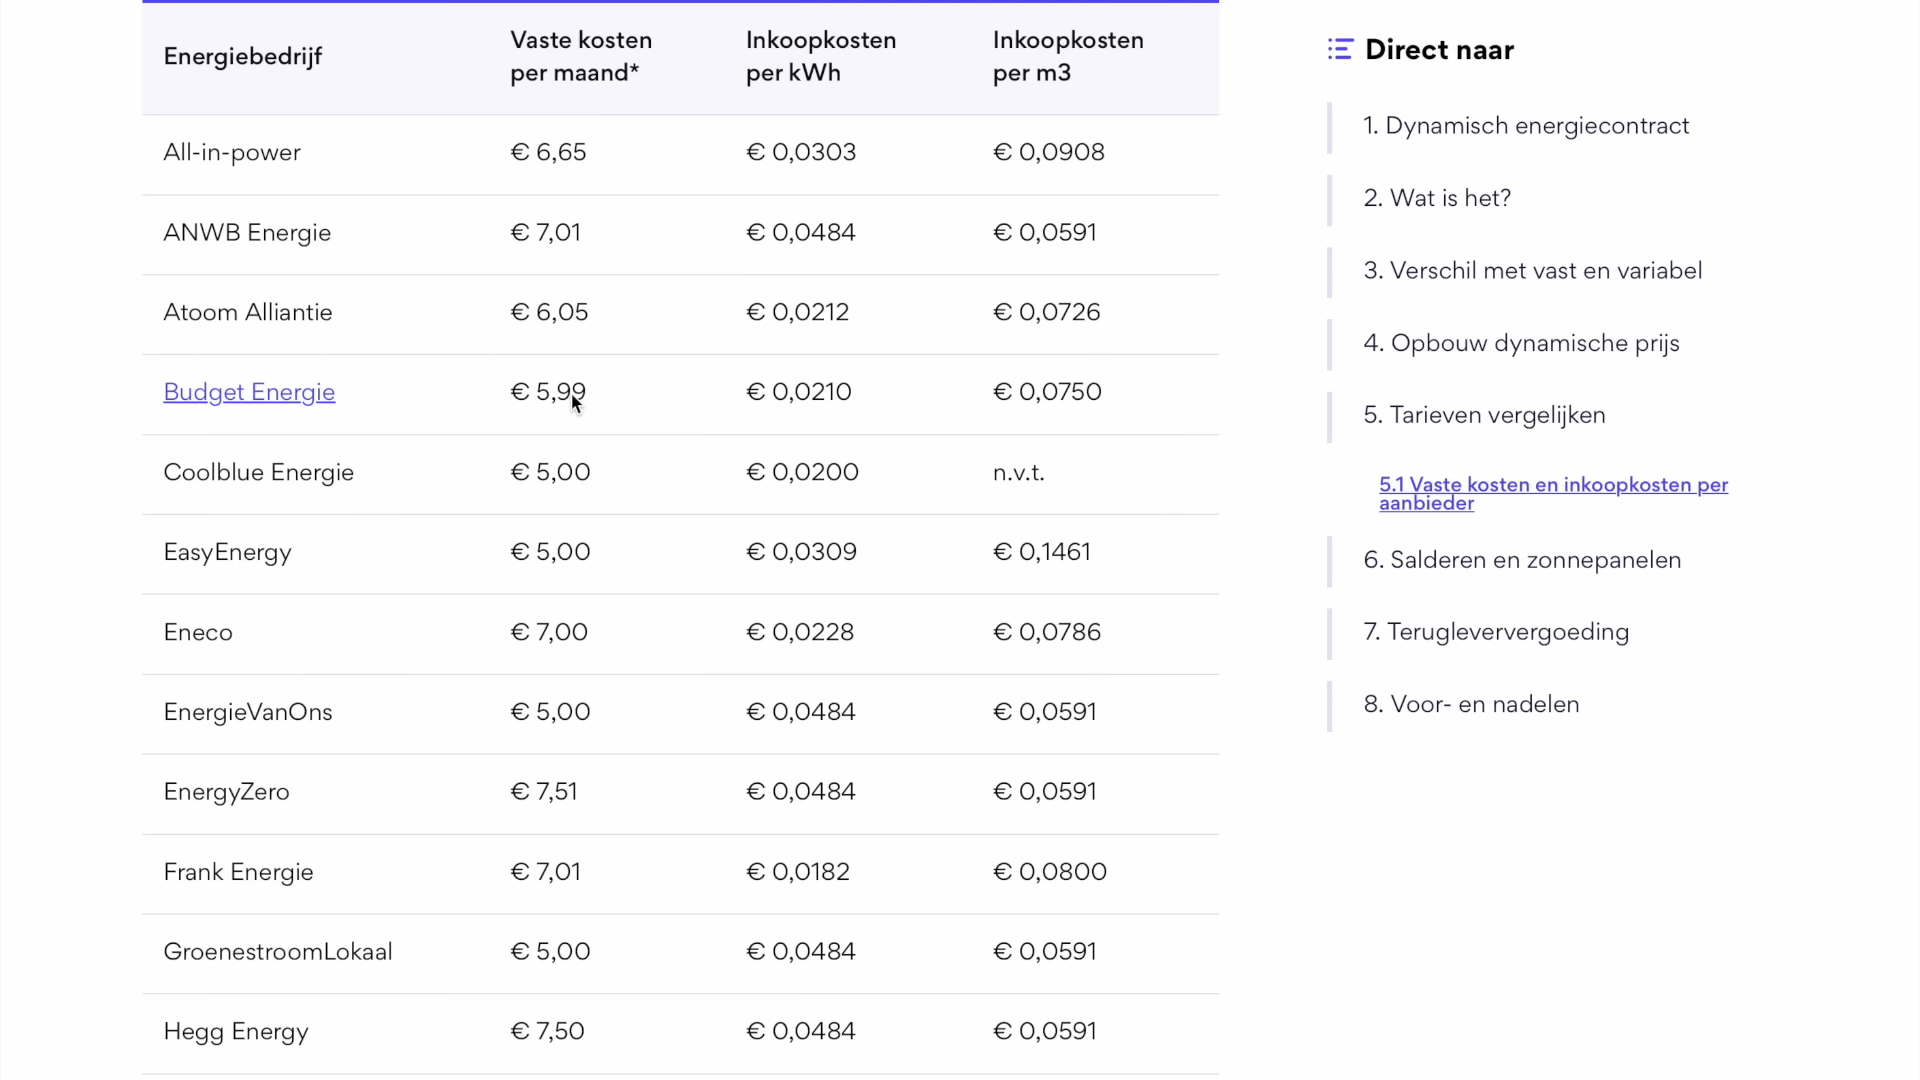 Energiebedrijf
Vaste kosten
per maand*
Inkoopkosten
per kWh
Inkoopkosten
per m3
All-in-power € 6,65 € 0,0303 € 0,0908
ANWB Energie € 7,01 € 0,0484 € 0,0591
Atoom Alliantie € 6,05 € 0,0212 € 0,0726
Budget Energie € 5,99 € 0,0210 € 0,0750
Coolblue Energie € 5,00 € 0,0200 n.v.t.
EasyEnergy € 5,00 € 0,0309 € 0,1461
Eneco € 7,00 € 0,0228 € 0,0786
EnergieVanOns € 5,00 € 0,0484 € 0,0591
EnergyZero € 7,51 € 0,0484 € 0,0591
Frank Energie € 7,01 € 0,0182 € 0,0800
GroenestroomLokaal € 5,00 € 0,0484 € 0,0591
Hegg Energy € 7,50 € 0,0484 € 0,0591
Direct naar
1. Dynamisch energiecontract
2. Wat is het?
3. Verschil met vast en variabel
4. Opbouw dynamische prijs
5. Tarieven vergelijken
5.1 Vaste kosten en inkoopkosten per
aanbieder
6. Salderen en zonnepanelen
7. Terugleververgoeding
8. Voor- en nadelen